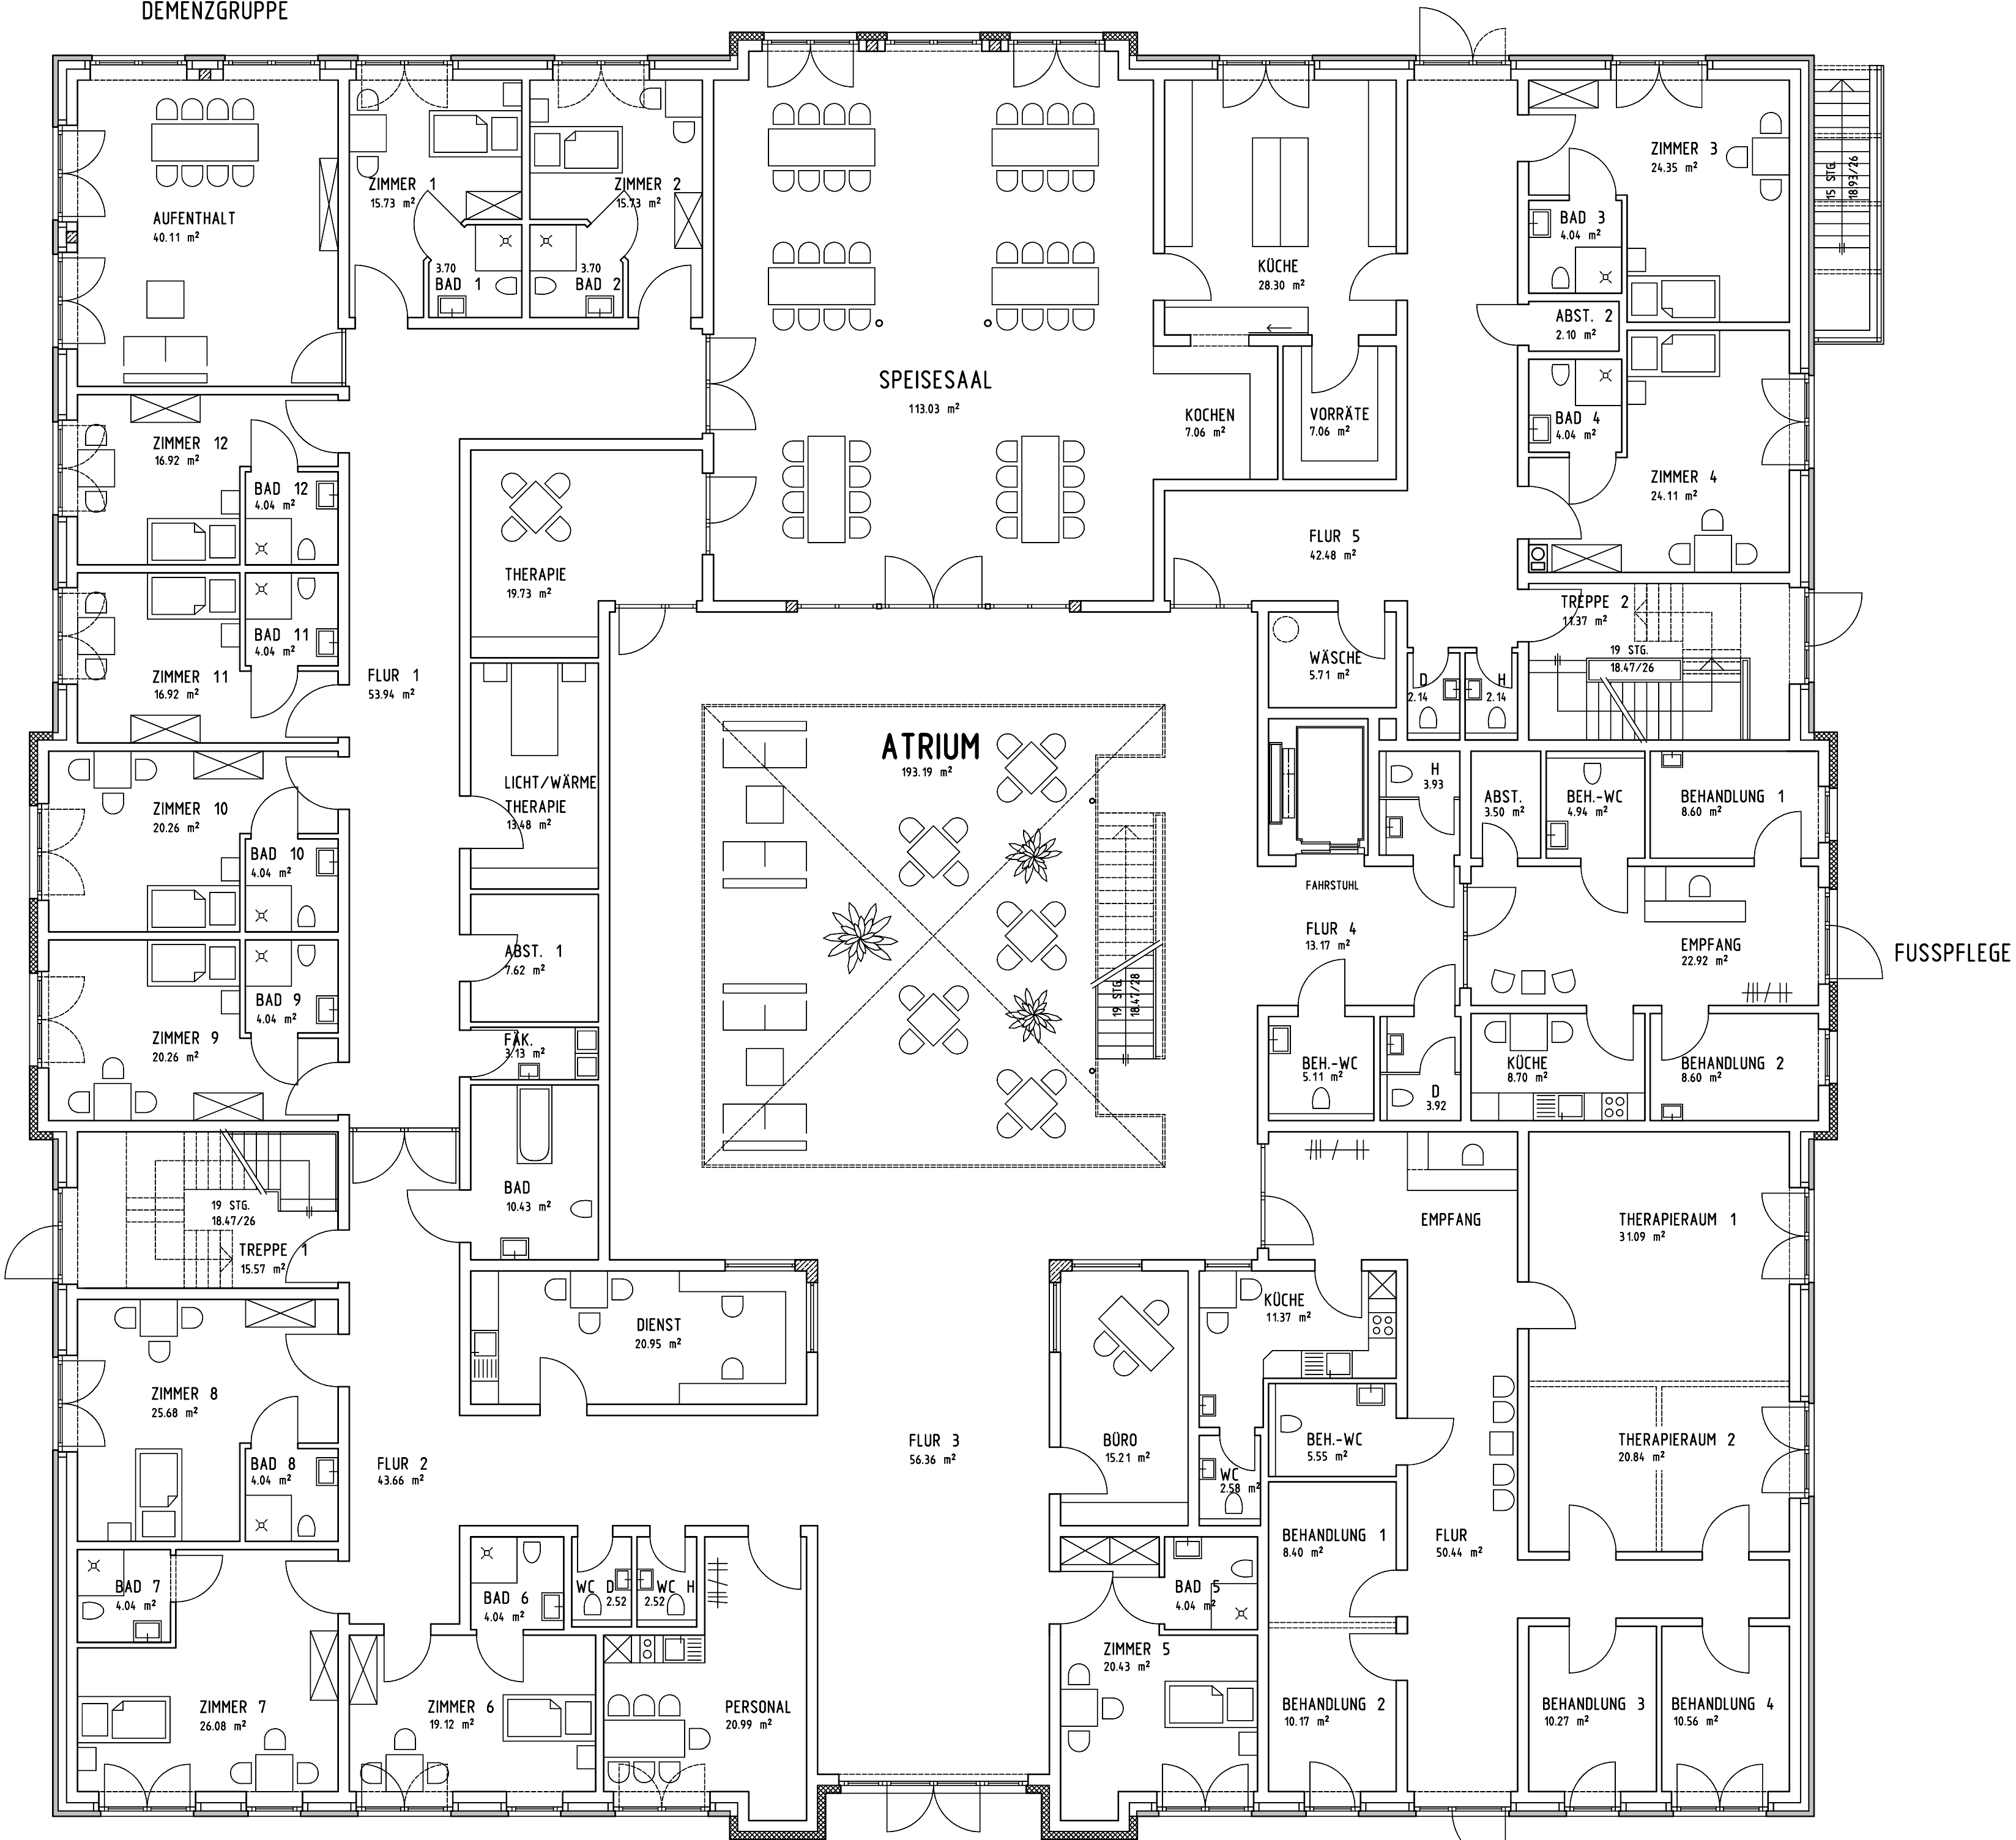 DEMENZGRUPPE
AUFENTHALT
40.11 m²
ZIMMER 1
15.73 m²
ZIMMER 2
15.73 m²
3.70
BAD 1
3.70
BAD 2
SPEISESAAL
113.03 m²
KÜCHE
28.30 m²
KOCHEN
7.06 m²
VORRÄTE
7.06 m²
ZIMMER 3
24.35 m²
BAD 3
4.04 m²
ABST. 2
2.10 m²
BAD 4
4.04 m²
ZIMMER 4
24.11 m²
15 STG.
18.93/26
ZIMMER 12
16.92 m²
BAD 12
4.04 m²
BAD 11
4.04 m²
ZIMMER 11
16.92 m²
FLUR 1
53.94 m²
THERAPIE
19.73 m²
FLUR 5
42.48 m²
TREPPE 2
11.37 m²
19 STG.
18.47/26
WÄSCHE
5.71 m²
D
2.14
H
2.14
LICHT/WÄRME
THERAPIE
13.48 m²
ATRIUM
193.19 m²
19 STG.
18.47/28
ZIMMER 10
20.26 m²
BAD 10
4.04 m²
ABST. 1
7.62 m²
BAD 9
4.04 m²
ZIMMER 9
20.26 m²
FÄK.
3.13 m²
H
3.93
ABST.
3.50 m²
BEH.-WC
4.94 m²
BEHANDLUNG 1
8.60 m²
FAHRSTUHL
FLUR 4
13.17 m²
EMPFANG
22.92 m²
FUSSPFLEGE
BEH.-WC
5.11 m²
D
3.92
KÜCHE
8.70 m²
BEHANDLUNG 2
8.60 m²
BAD
10.43 m²
19 STG.
18.47/26
TREPPE 1
15.57 m²
EMPFANG
THERAPIERAUM 1
31.09 m²
DIENST
20.95 m²
KÜCHE
11.37 m²
ZIMMER 8
25.68 m²
BAD 8
4.04 m²
FLUR 2
43.66 m²
FLUR 3
56.36 m²
BÜRO
15.21 m²
WC
2.58 m²
BEH.-WC
5.55 m²
THERAPIERAUM 2
20.84 m²
BEHANDLUNG 1
8.40 m²
FLUR
50.44 m²
BAD 7
4.04 m²
BAD 6
4.04 m²
WC D
2.52
WC H
2.52
BAD 5
4.04 m²
ZIMMER 5
20.43 m²
ZIMMER 7
26.08 m²
ZIMMER 6
19.12 m²
PERSONAL
20.99 m²
BEHANDLUNG 2
10.17 m²
BEHANDLUNG 3
10.27 m²
BEHANDLUNG 4
10.56 m²